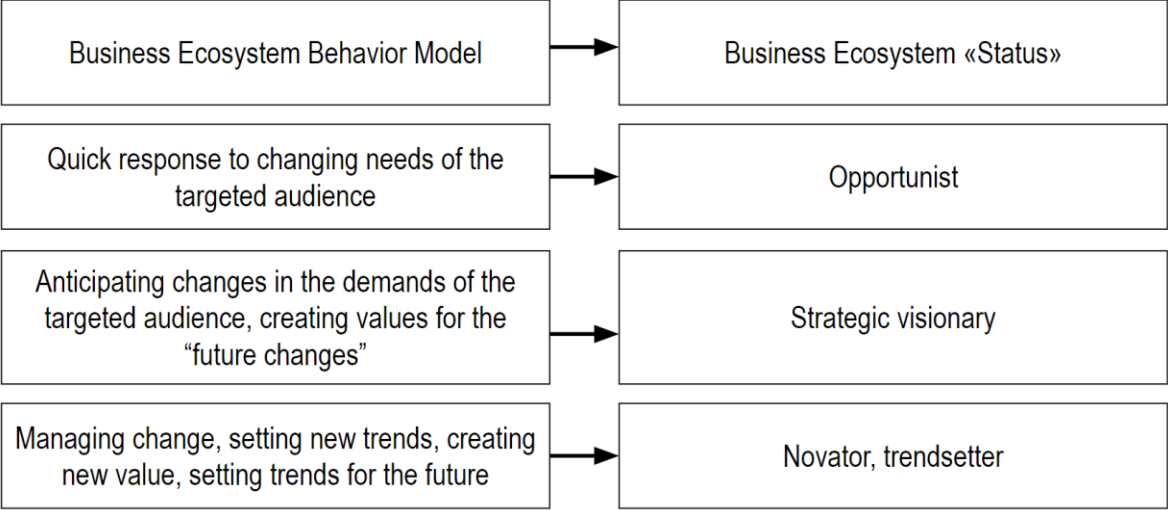 Business Ecosystem Behavior Model
Business Ecosystem «Status»
Quick response to changing needs of the
targeted audience
Opportunist
Anticipating changes in the demands of the
targeted audience, creating values for the
“future changes”
Strategic visionary
Managing change, setting new trends, creating
new value, setting trends for the future
Novator, trendsetter